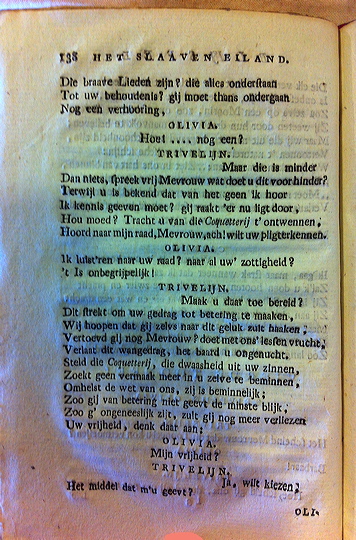 138 HET SLAAVEN EILAND.
Die braave Lieden zijn? die alles onderstaan
Tot uw behoudenis? gij moet thans ondergaan
Nog een verhooring,
OLIVIA.
Hoe! .... nog een?
TRIVELIJN.
Maar die is minder
Dan niets, spreek vrij Mevrouw wat doet u dit voor hinder?
Terwijl u is bekend dat van het geen ik hoor
Ik kennis geeven moet? gij raakt 'er nu ligt door,
Hou moed? Tracht u van die Coquetterij t'ontwennen,
Hoord naar mijn raad, Mevrouw, ach! wilt uw pligt erkennen.
OLIVIA.
Ik luist'ren naar uw raad? naar al uw' zottigheid?
't Is onbegrijpelijk!
TRIVELIJN.
Maak u daar toe bereid?
Dit strekt om uw gedrag tot betering te maaken,
Wij hoopen dat gij zelvs naar dit geluk zult haaken,
Vertoevd gij nog Mevrouw? doet met ons' lessen vrucht,
Verlaat dit wangedrag, het baard u ongenucht.
Steld die Coquetterij, die dwaasheid uit uw zinnen,
Zoekt geen vermaak meer in u zelve te beminnen,
Omhelst de wet van ons, zij is beminnelijk;
Zoo gij van betering niet geevt de minste blijk,
Zoo g' ongeneeslijk zijt, zult gij nog meer verliezen
Uw vrijheid, denk daar aan;
OLIVIA.
Mijn vrijheid?
TRIVELIJN.
Ja, wilt kiezen?
Het middel dat m'u geevt?
OLI-